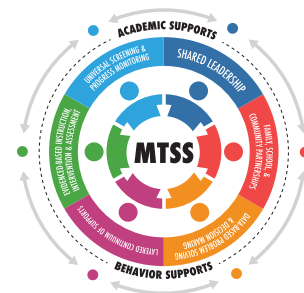 ACADEMIC SUPPORTS
UNIVERSAL SCREENING &
PROGRESS MONITORING
SHARED LEADERSHIP
FAMILY, SCHOOL, &
COMMUNITY PARTNERSHIPS
DATA-BASED PROBLEM SOLVING
& DECISION MAKING
LAYERED CONTINUUM OF SUPPORTS
EVIDENCED-BASED INSTRUCTION,
INTERVENTION & ASSESSMENT
MTSS
BEHAVIOR SUPPORTS